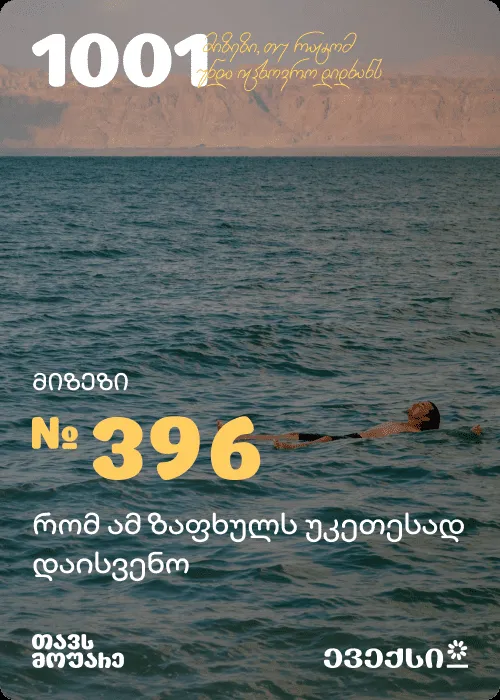 1001 მიზეზი, თუ რატომ
უნდა იცხოვრო დიდხანს
მიზეზი
№ 396
რომ ამ ზაფხულს უკეთესად
დაისვენო
თავს
მოუარე
ევექსი